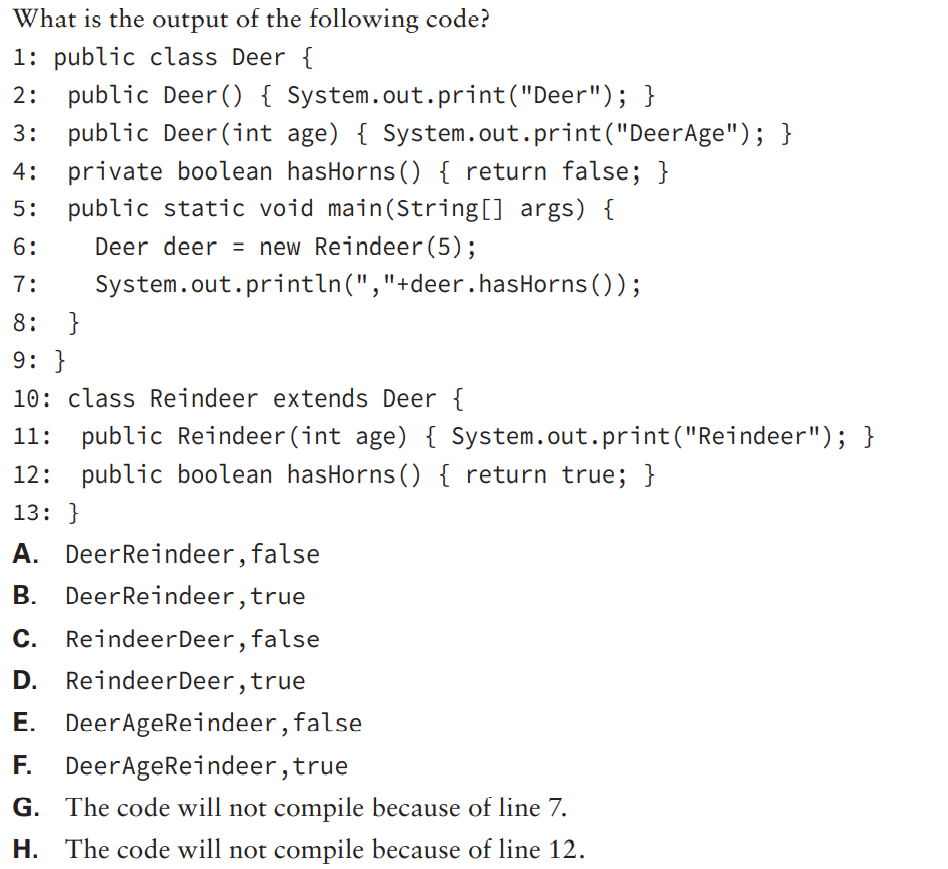 What is the output of the following code?
1: public class Deer {
2: public Deer() { System.out.print("Deer"); }
3: public Deer(int age) { System.out.print("DeerAge"); }
4: private boolean hasHorns() { return false; }
5: public static void main(String[] args) {
6: Deer deer = new Reindeer(5);
7: System.out.println(","+deer.hasHorns());
8: }
9: }
10: class Reindeer extends Deer {
11: public Reindeer(int age) { System.out.print("Reindeer"); }
12: public boolean hasHorns() { return true; }
13: }
A. DeerReindeer,false
B. DeerReindeer,true
C. ReindeerDeer,false
D. ReindeerDeer,true
E. DeerAgeReindeer,false
F. DeerAgeReindeer,true
G. The code will not compile because of line 7.
H. The code will not compile because of line 12.